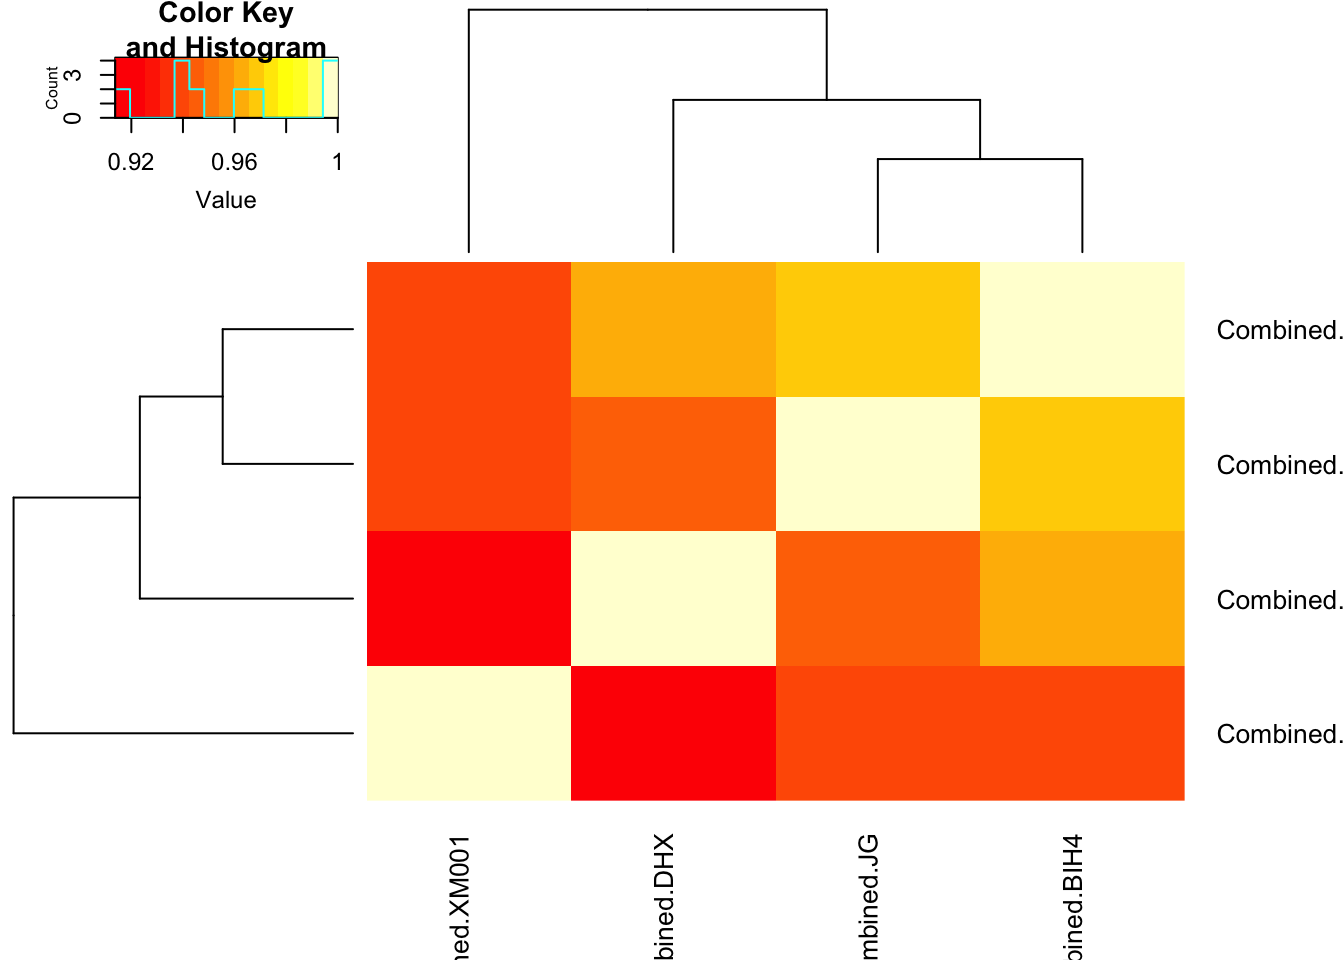 Color Key
and Histogram
Count
0 3
0.92 0.96 1
Value
Combined.
Combined.
Combined.
Combined.
ned.XM001
bined.DHX
mbined.JG
bined.BIH4